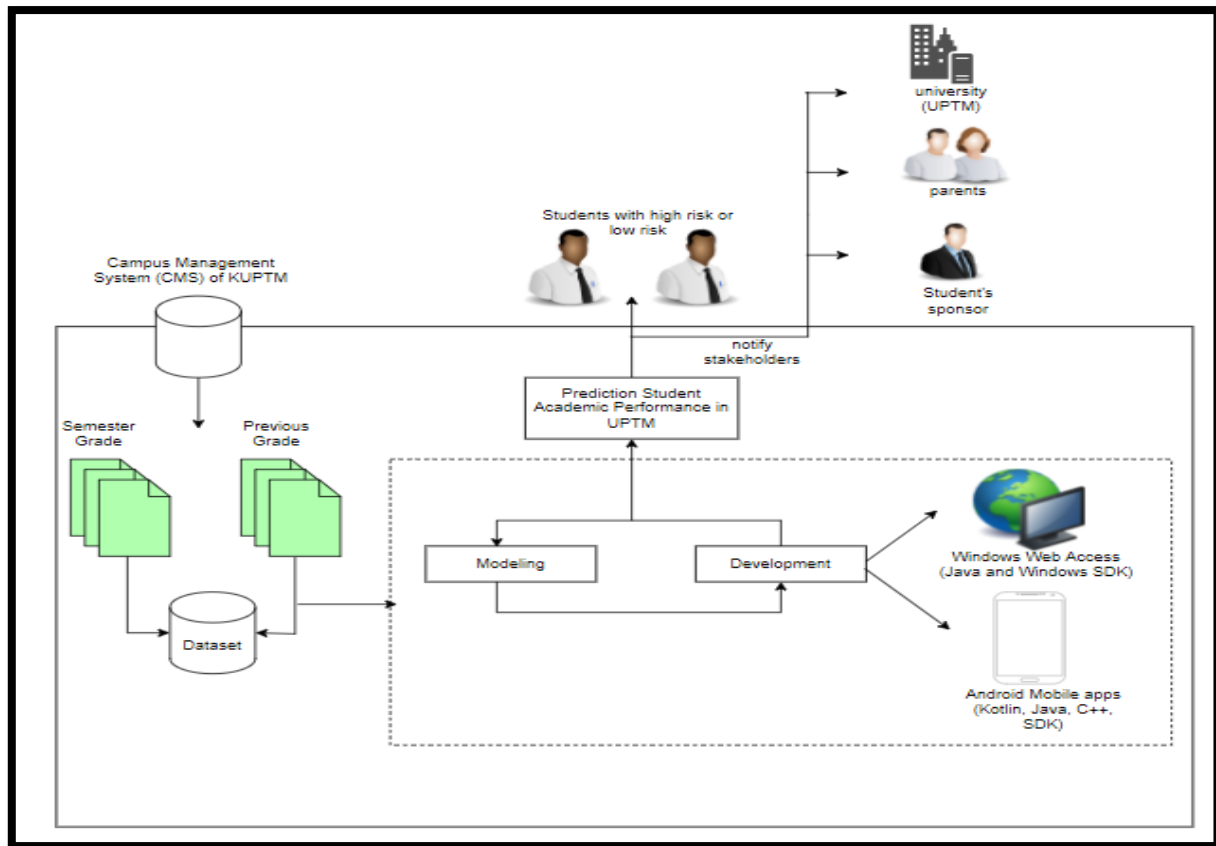 university
(UPTM)
parents
Student's
sponsor
Students with high risk or
low risk
Campus Management
System (CMS) of KUPTM
notify
stakeholders
Prediction Student
Academic Performance in
UPTM
Semester
Grade
Previous
Grade
Dataset
Modeling
Development
Windows Web Access
(Java and Windows SDK)
Android Mobile apps
(Kotlin, Java, C++,
SDK)